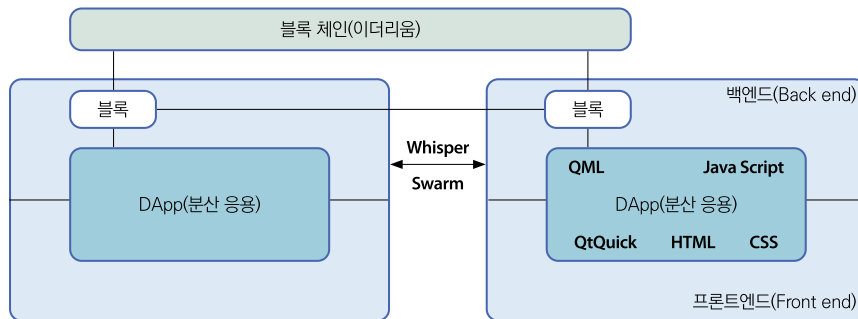 블록 체인(이더리움)
블록
블록
백엔드(Back end)
Whisper
Swarm
DApp(분산 응용)
QML Java Script
DApp(분산 응용)
QtQuick HTML CSS
프론트엔드(Front end)